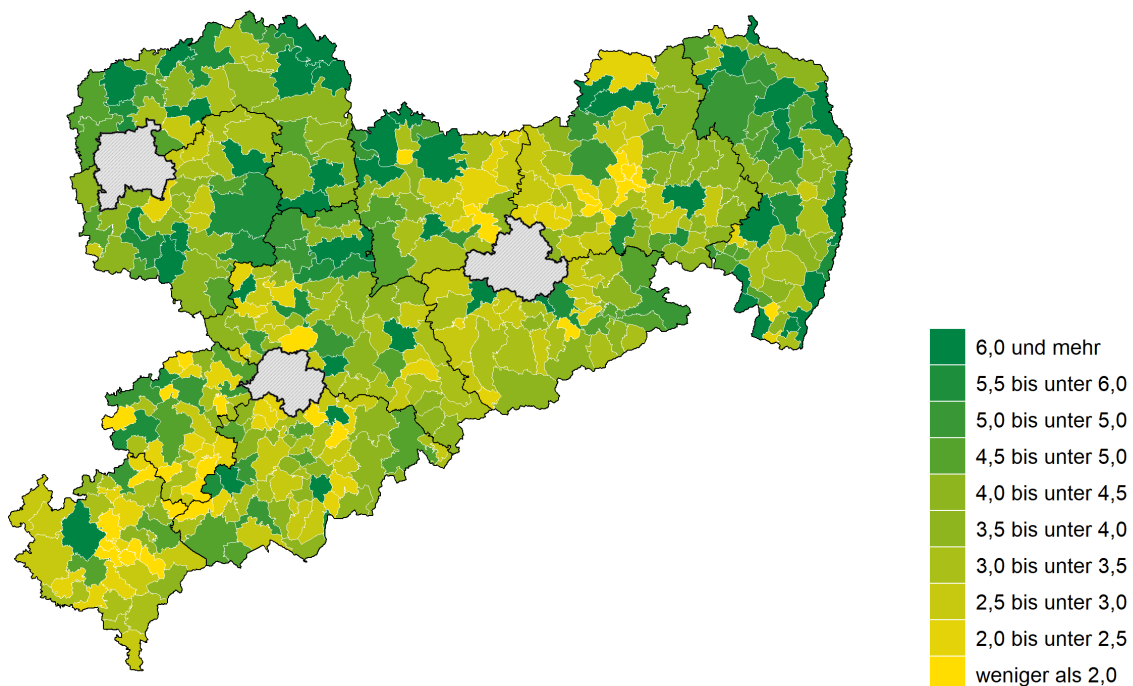 6,0 und mehr
5,5 bis unter 6,0
5,0 bis unter 5,0
4,5 bis unter 5,0
4,0 bis unter 4,5
3,5 bis unter 4,0
3,0 bis unter 3,5
2,5 bis unter 3,0
2,0 bis unter 2,5
weniger als 2,0